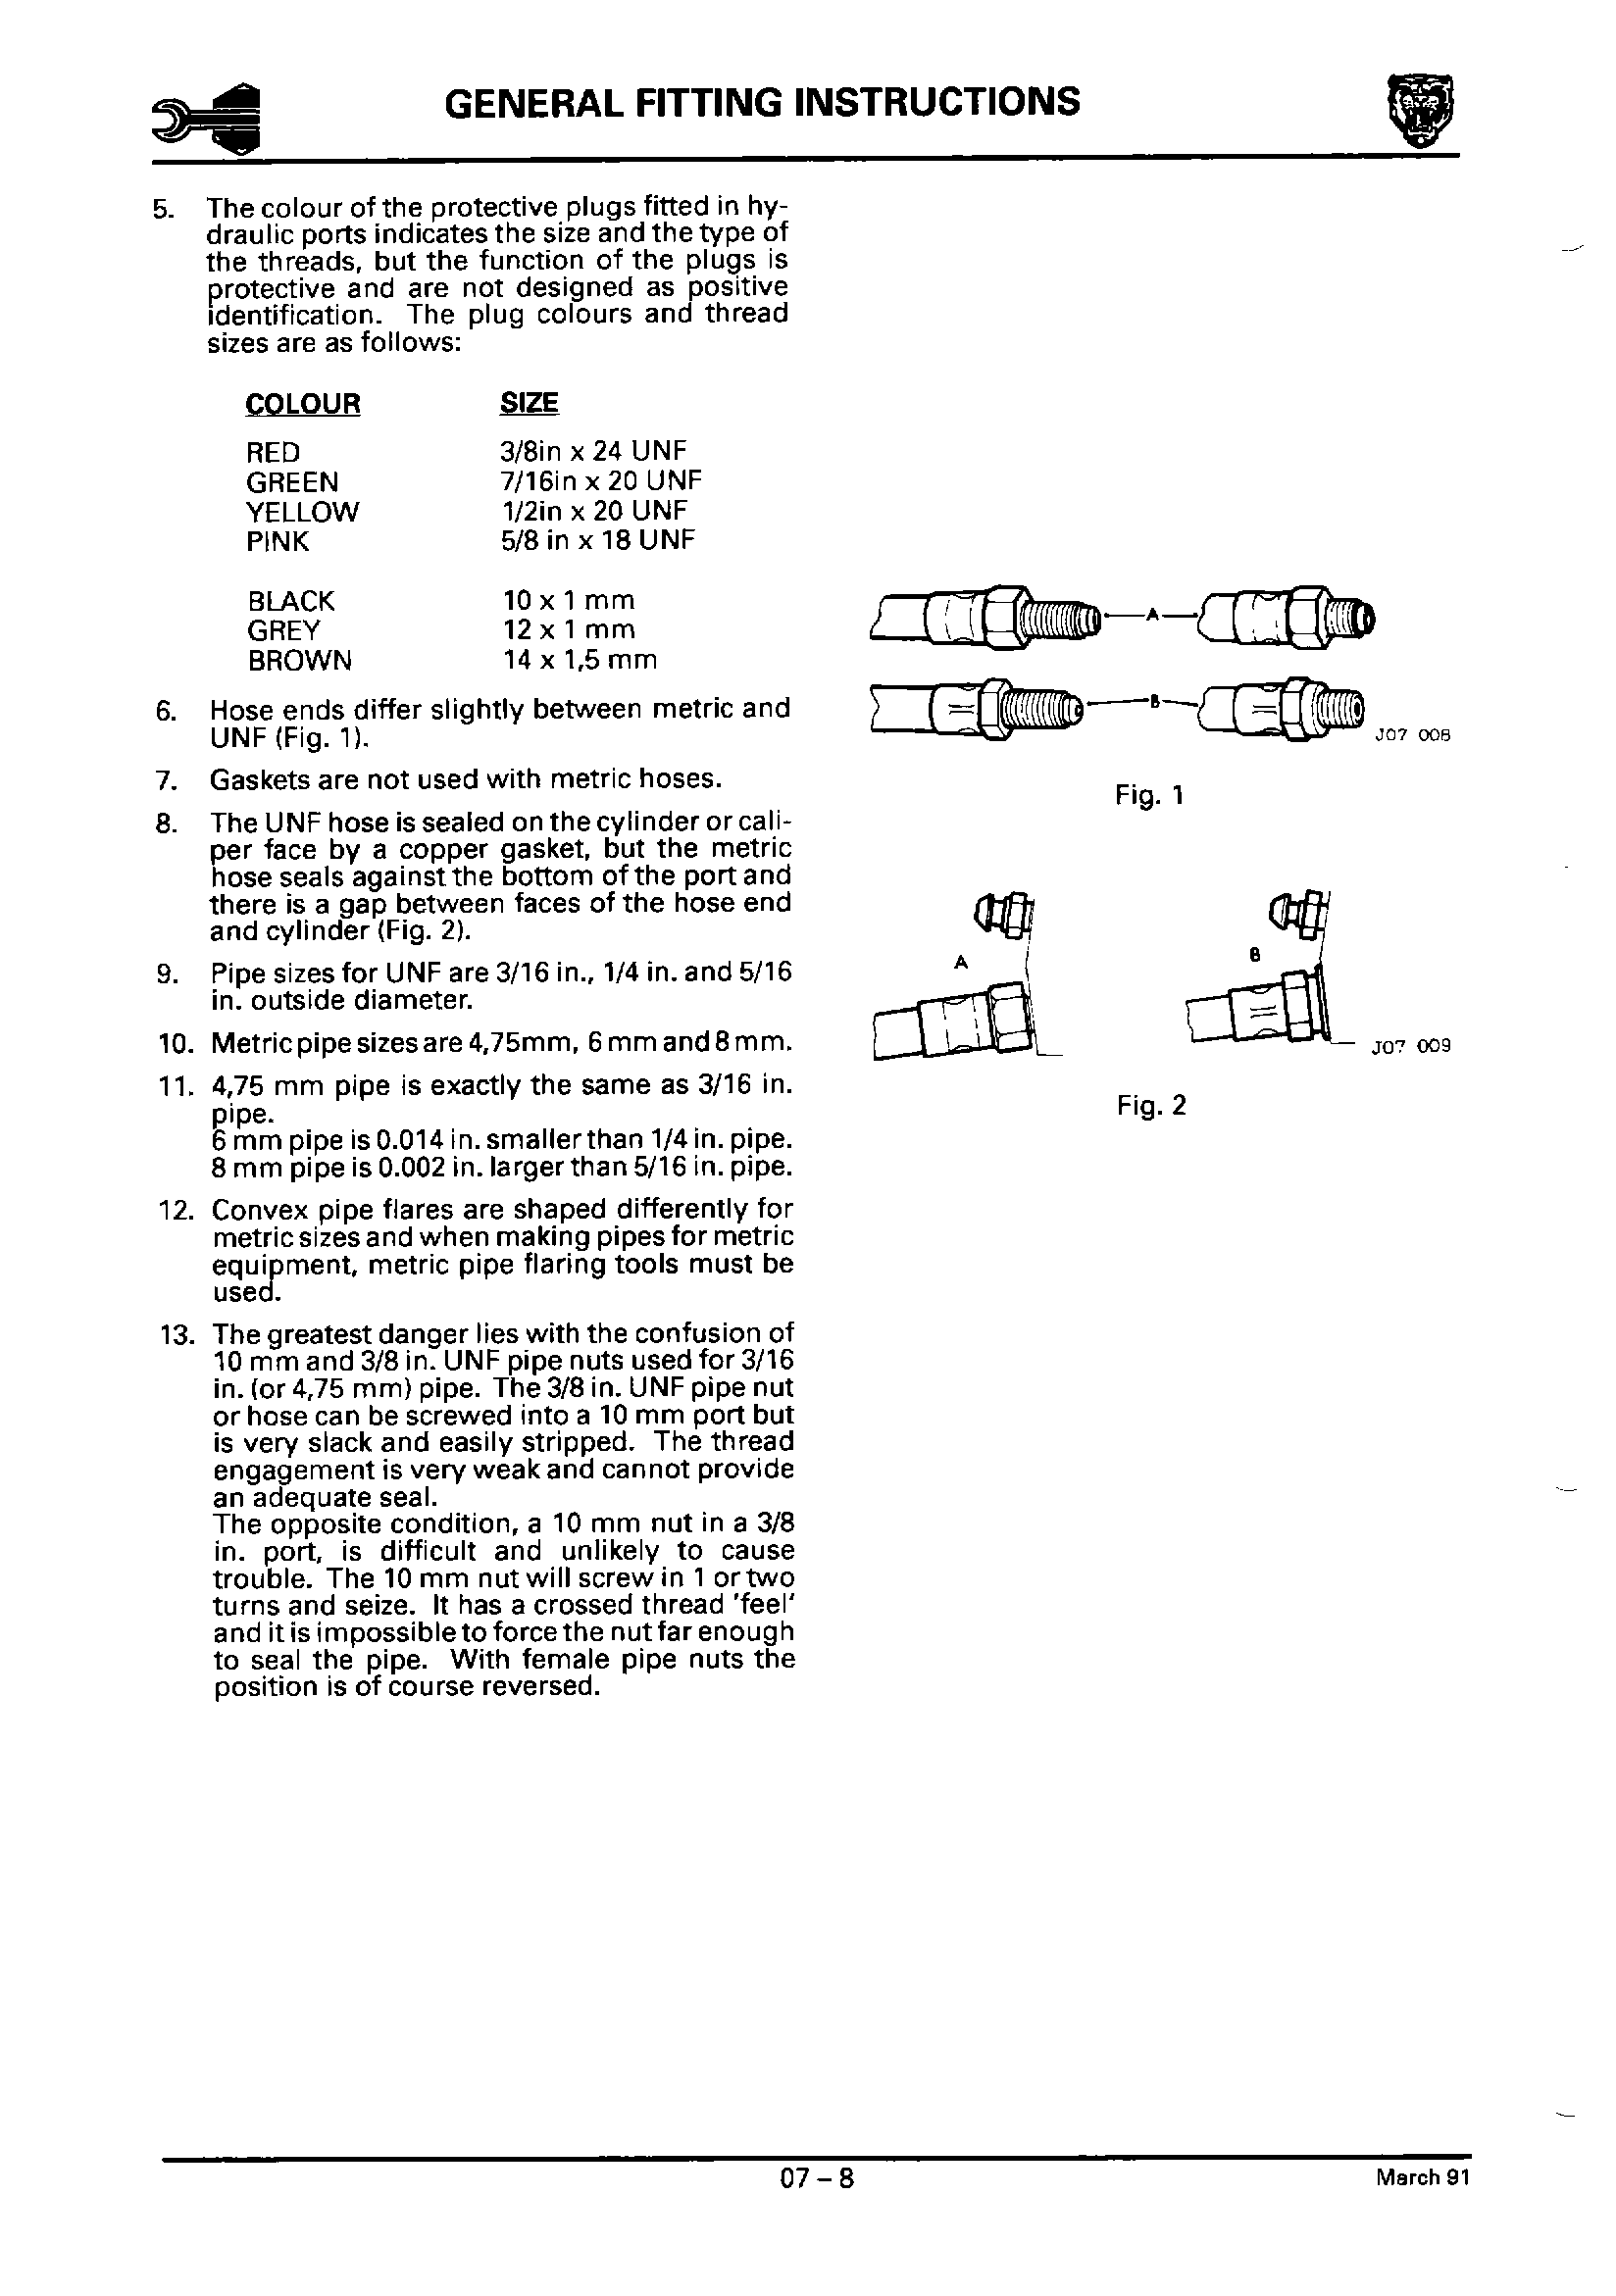 GENERAL FITTING INSTRUCTIONS
5. The colour of the protective plugs fitted in hy-
draulic ports indicates the size and the type of
the threads, but the function of the plugs is
protective and are not designed as positive
identification. The plug colours and thread
sizes are as follows:
COLOUR SIZE
RED 3/8in x 24 UNF
GREEN 7/16in x 20 UNF
YELLOW 1/2in x 20 UNF
PINK 5/8 in x 18 UNF
BLACK 10 x 1 mm
GREY 12 x 1 mm
BROWN 14 x 1,5 mm
6. Hose ends differ slightly between metric and
UNF (Fig. 1).
7. Gaskets are not used with metric hoses.
8. The UNF hose is sealed on the cylinder or cali-
per face by a copper gasket, but the metric
hose seals against the bottom of the port and
there is a gap between faces of the hose end
and cylinder (Fig. 2).
9. Pipe sizes for UNF are 3/16 in., 1/4 in. and 5/16
in. outside diameter.
10. Metric pipe sizes are 4,75mm, 6 mm and 8 mm.
11. 4,75 mm pipe is exactly the same as 3/16 in.
pipe.
6 mm pipe is 0.014 in. smaller than 1/4 in. pipe.
8 mm pipe is 0.002 in. larger than 5/16 in. pipe.
12. Convex pipe flares are shaped differently for
metric sizes and when making pipes for metric
equipment, metric pipe flaring tools must be
used.
13. The greatest danger lies with the confusion of
10 mm and 3/8 in. UNF pipe nuts used for 3/16
in. (or 4,75 mm) pipe. The 3/8 in. UNF pipe nut
or hose can be screwed into a 10 mm port but
is very slack and easily stripped. The thread
engagement is very weak and cannot provide
an adequate seal.
The opposite condition, a 10 mm nut in a 3/8
in. port, is difficult and unlikely to cause
trouble. The 10 mm nut will screw in 1 or two
turns and seize. It has a crossed thread 'feel'
and it is impossible to force the nut far enough
to seal the pipe. With female pipe nuts the
position is of course reversed.
A
B
J07 008
Fig. 1
A
B
J07 009
Fig. 2
07 – 8
March 91